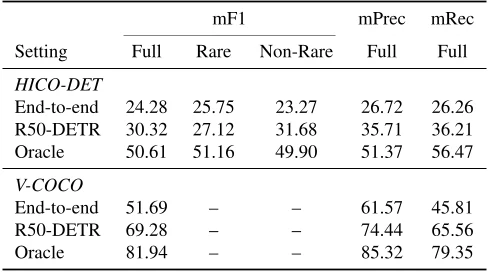 mF1 mPrec mRec
Setting Full Rare Non-Rare Full Full
HICO-DET
End-to-end 24.28 25.75 23.27 26.72 26.26
R50-DETR 30.32 27.12 31.68 35.71 36.21
Oracle 50.61 51.16 49.90 51.37 56.47
V-COCO
End-to-end 51.69 – – 61.57 45.81
R50-DETR 69.28 – – 74.44 65.56
Oracle 81.94 – – 85.32 79.35